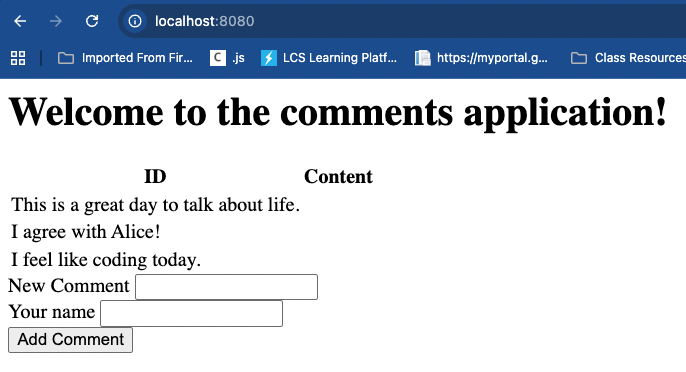 localhost:8080
Imported From Fir... C .js LCS Learning Platf... https://myportal.g... Class Resources
Welcome to the comments application!
ID Content
This is a great day to talk about life.
I agree with Alice!
I feel like coding today.
New Comment
Your name
Add Comment